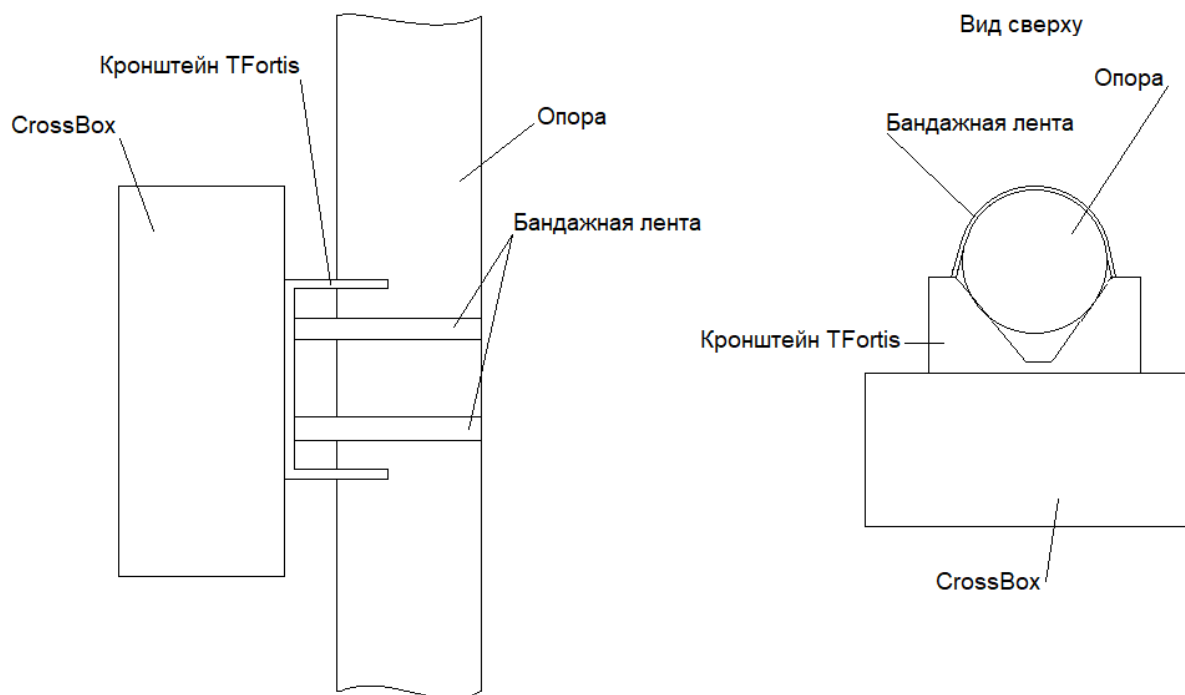 Вид сверху
Кронштейн TFortis
Опора
CrossBox
Опора
Бандажная лента
Бандажная лента
Кронштейн TFortis
CrossBox